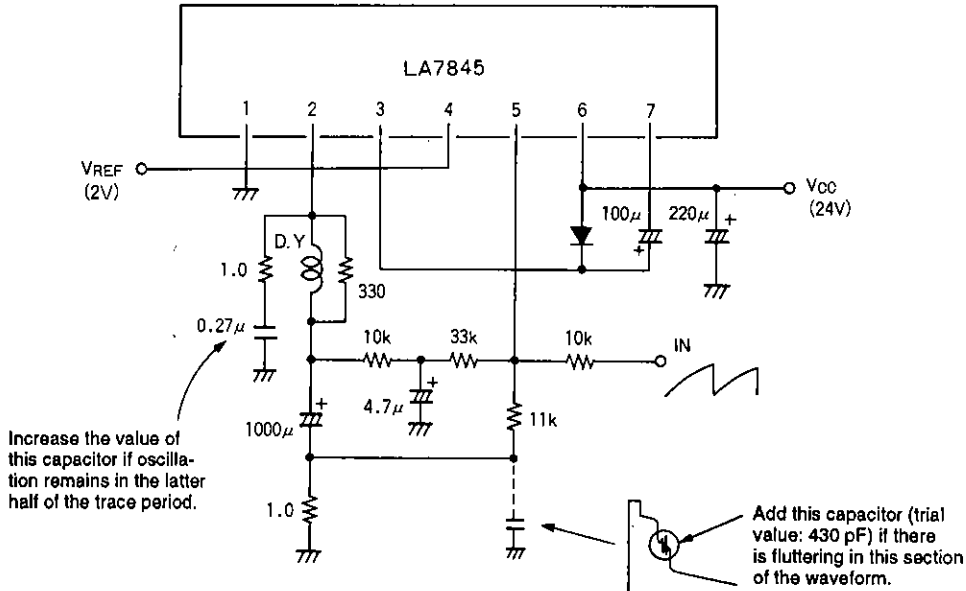 LA7845
1 2 3 4 5 6 7
VREF
(2V)
VCC
(24V)
100μ
220μ
D.Y
1.0
330
0.27μ
10k
33k
10k
IN
4.7μ
11k
1000μ
Increase the value of
this capacitor if oscilla-
tion remains in the latter
half of the trace period.
1.0
Add this capacitor (trial
value: 430 pF) if there
is fluttering in this section
of the waveform.